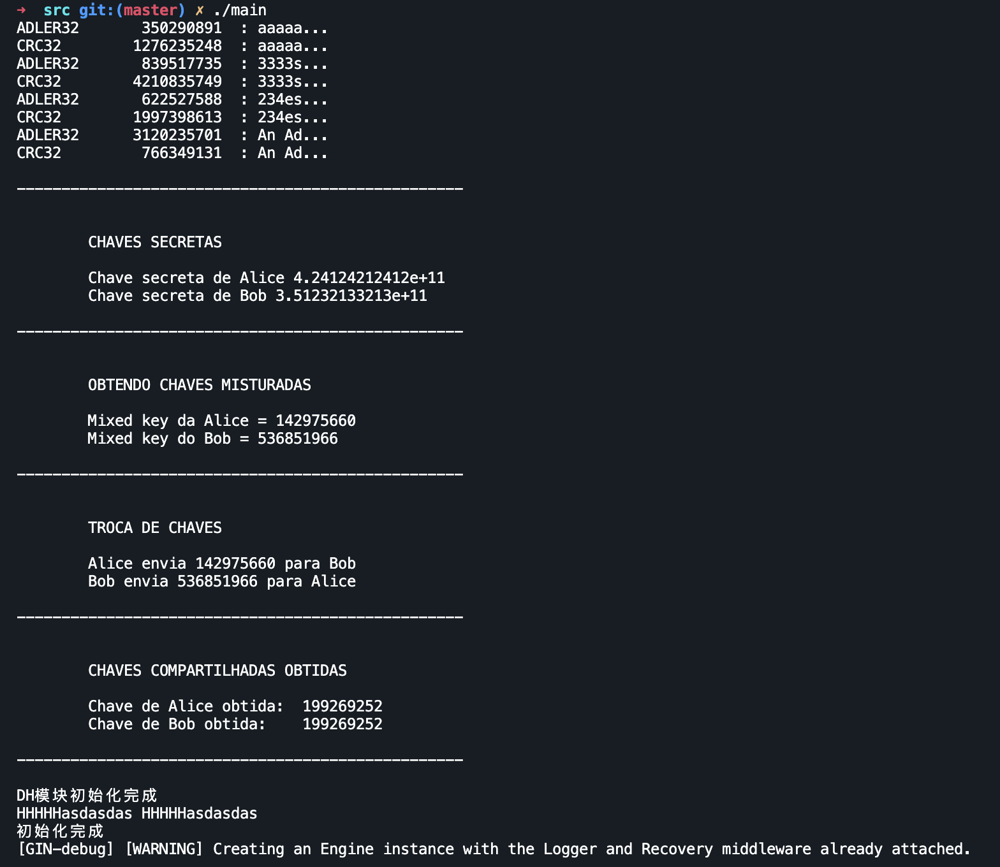 ➜  src git:(master) ✗ ./main
ADLER32       350290891  : aaaaa...
CRC32        1276235248  : aaaaa...
ADLER32       839517735  : 3333s...
CRC32        4210835749  : 3333s...
ADLER32       622527588  : 234es...
CRC32        1997398613  : 234es...
ADLER32      3120235701  : An Ad...
CRC32         766349131  : An Ad...
--------------------------------------------------
CHAVES SECRETAS
Chave secreta de Alice 4.24124212412e+11
Chave secreta de Bob 3.51232133213e+11
--------------------------------------------------
OBTENDO CHAVES MISTURADAS
Mixed key da Alice = 142975660
Mixed key do Bob = 536851966
--------------------------------------------------
TROCA DE CHAVES
Alice envia 142975660 para Bob
Bob envia 536851966 para Alice
--------------------------------------------------
CHAVES COMPARTILHADAS OBTIDAS
Chave de Alice obtida:  199269252
Chave de Bob obtida:    199269252
--------------------------------------------------
DH模块初始化完成
HHHHHasdasdas HHHHHasdasdas
初始化完成
[GIN-debug] [WARNING] Creating an Engine instance with the Logger and Recovery middleware already attached.